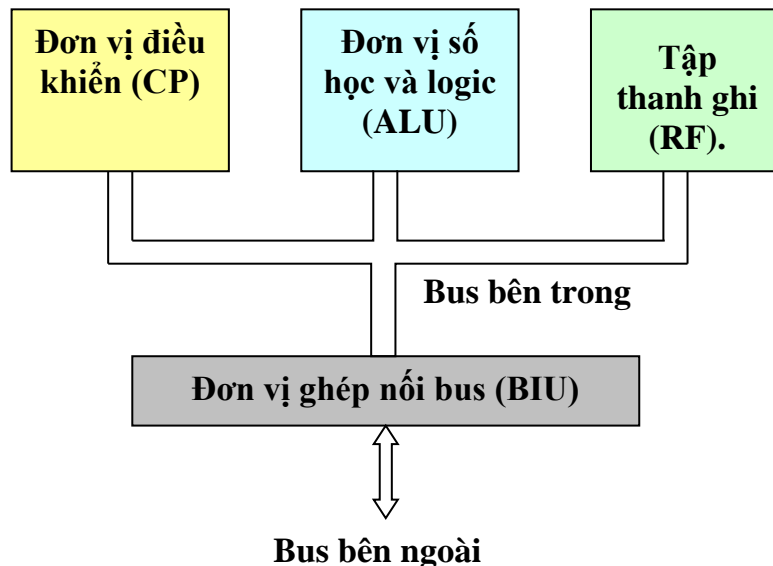 Đơn vị điều
khiển (CP)
Đơn vị số
học và logic
(ALU)
Tập
thanh ghi
(RF).
Bus bên trong
Đơn vị ghép nối bus (BIU)
Bus bên ngoài